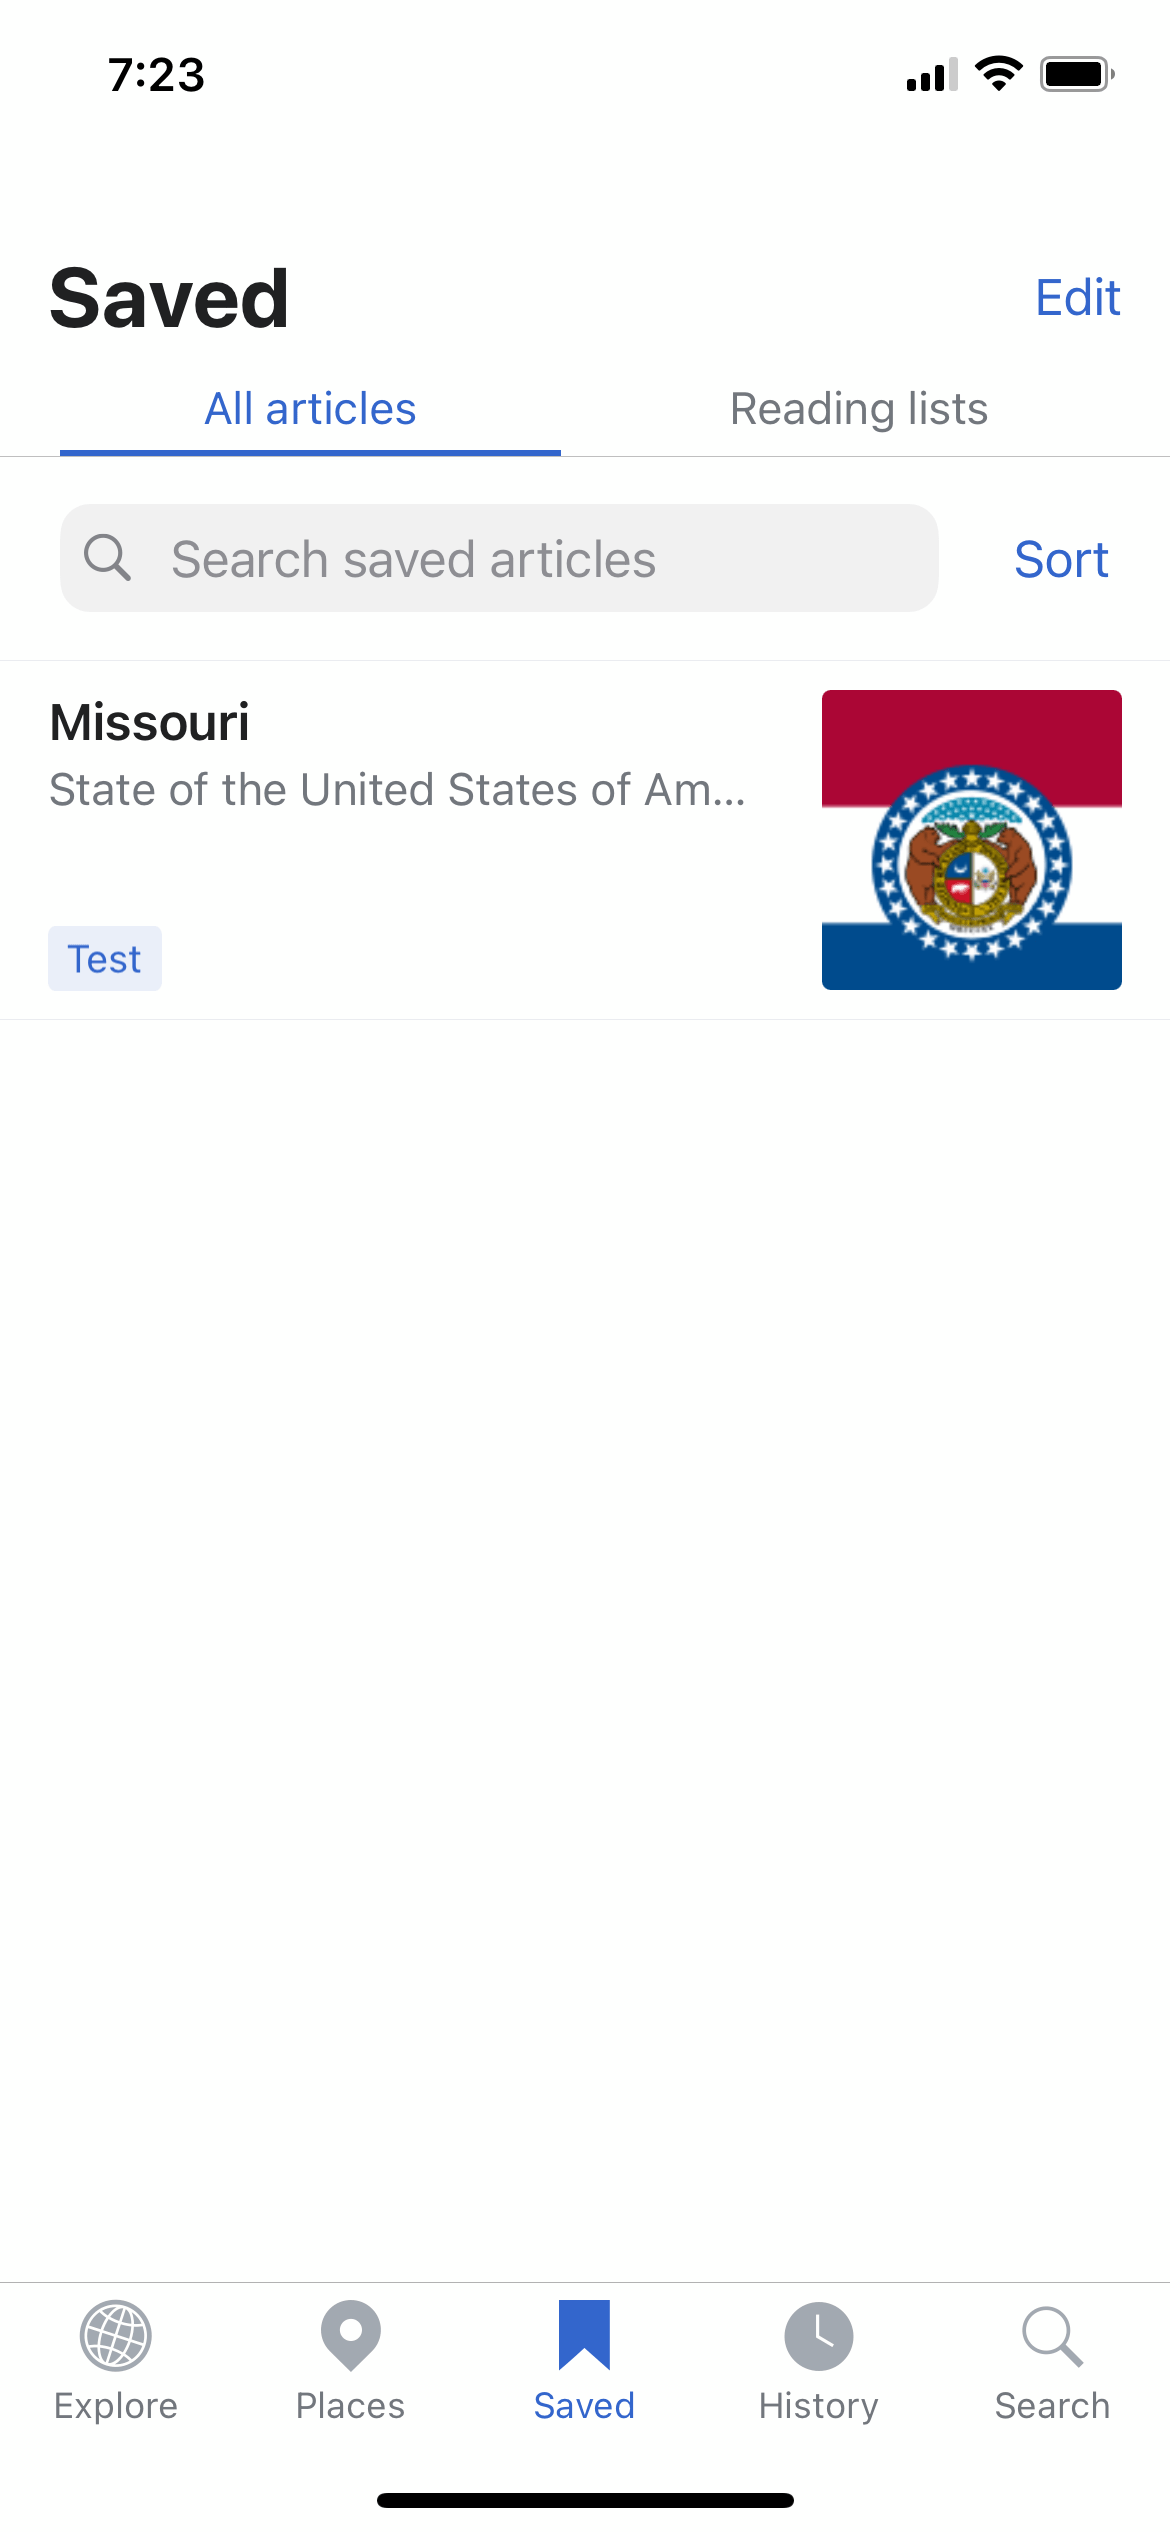 7:23
Saved
Edit
All articles
Reading lists
Search saved articles
Sort
Missouri
State of the United States of Am...
Test
Explore
Places
Saved
History
Search